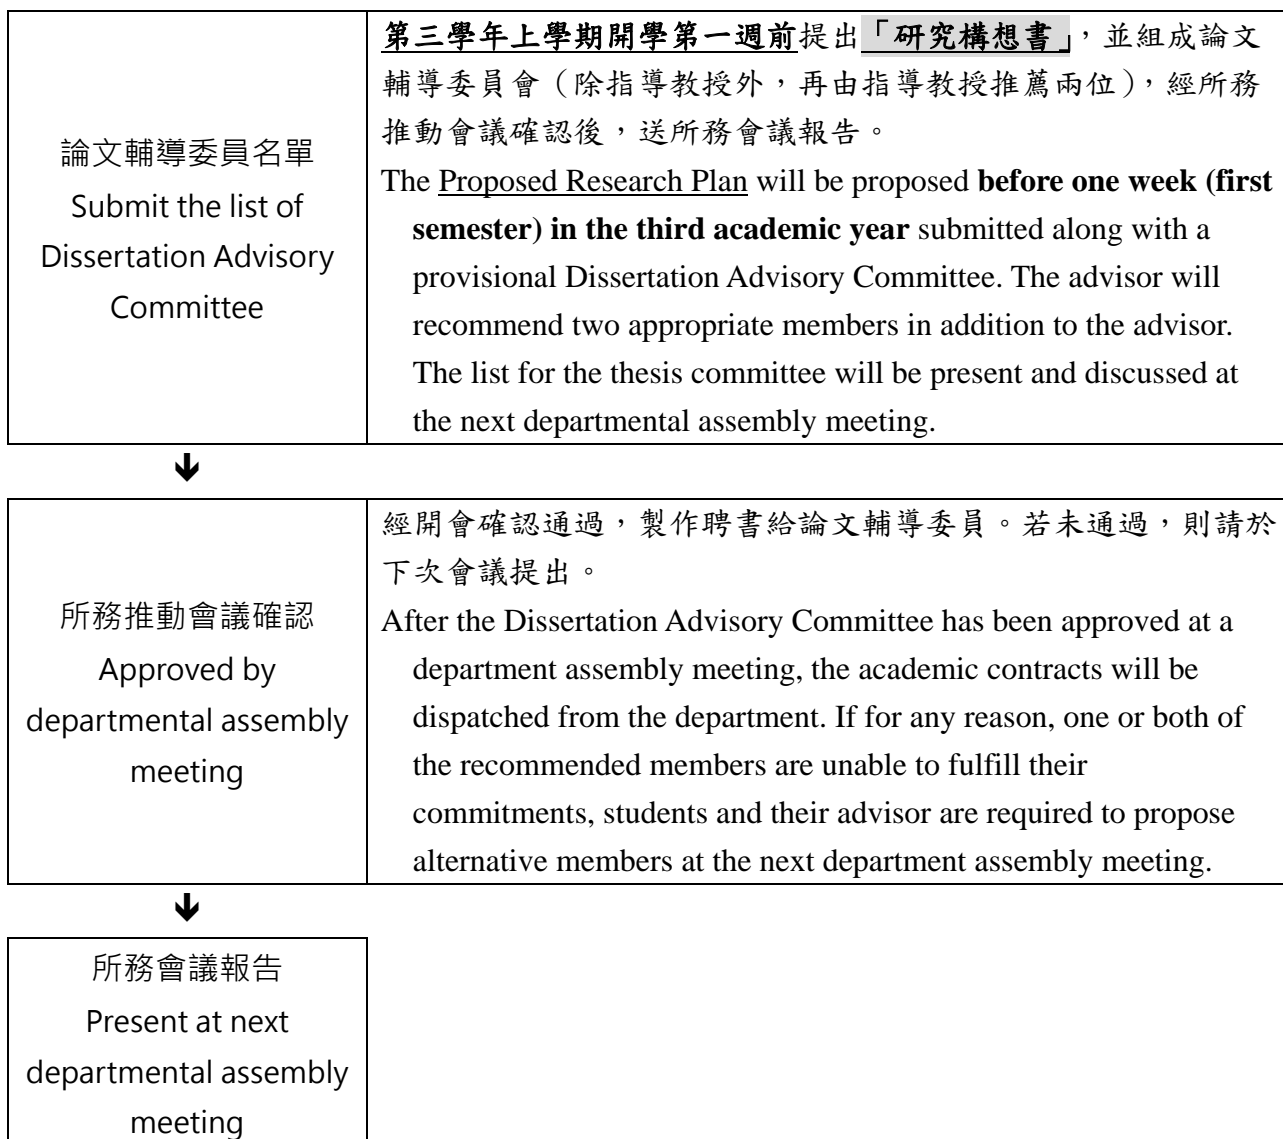 論文輔導委員名單
Submit the list of
Dissertation Advisory
Committee
第三學年上學期開學第一週前提出「研究構想書」，並組成論文
輔導委員會（除指導教授外，再由指導教授推薦兩位），經所務
推動會議確認後，送所務會議報告。
The Proposed Research Plan will be proposed before one week (first
semester) in the third academic year submitted along with a
provisional Dissertation Advisory Committee. The advisor will
recommend two appropriate members in addition to the advisor.
The list for the thesis committee will be present and discussed at
the next departmental assembly meeting.
🡻
所務推動會議確認
Approved by
departmental assembly
meeting
經開會確認通過，製作聘書給論文輔導委員。若未通過，則請於
下次會議提出。
After the Dissertation Advisory Committee has been approved at a
department assembly meeting, the academic contracts will be
dispatched from the department. If for any reason, one or both of
the recommended members are unable to fulfill their
commitments, students and their advisor are required to propose
alternative members at the next department assembly meeting.
🡻
所務會議報告
Present at next
departmental assembly
meeting